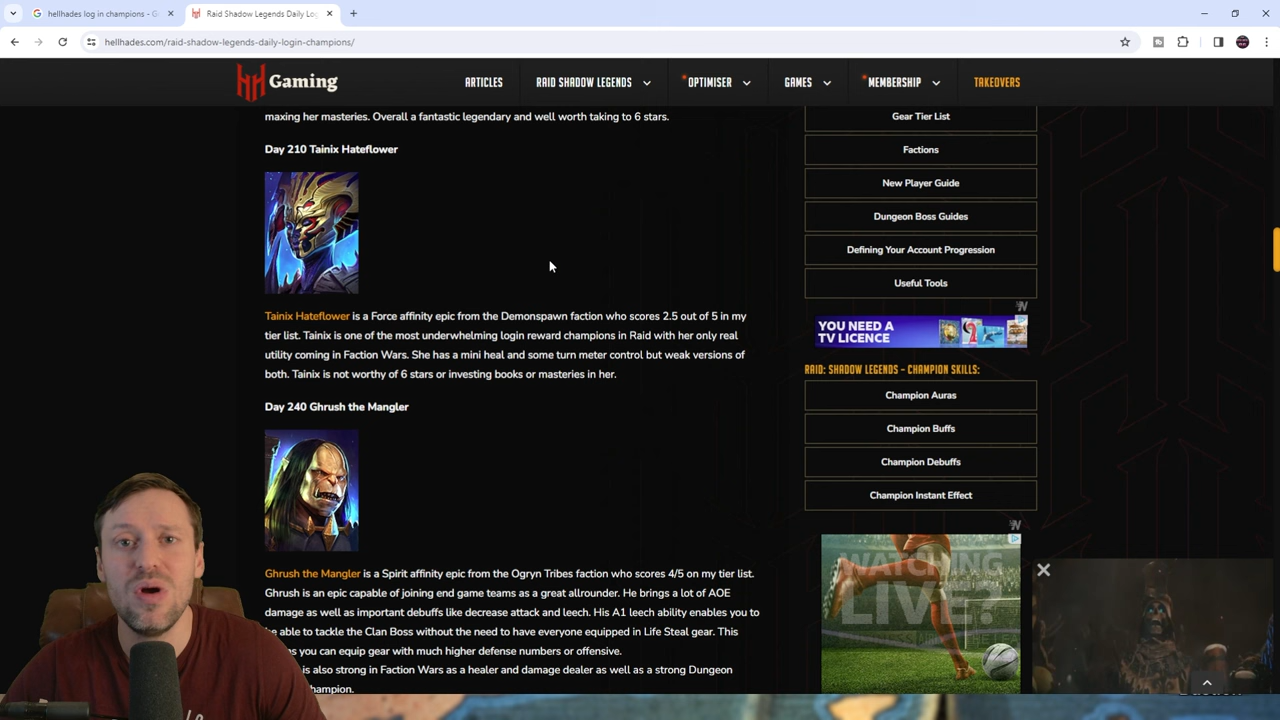 hellhades log in champions - G
Raid Shadow Legends Daily Log
hellhades.com/raid-shadow-legends-daily-login-champions/
Gaming
ARTICLES
RAID SHADOW LEGENDS
OPTIMISER
GAMES
MEMBERSHIP
TAKEOVERS
maxing her masteries. Overall a fantastic legendary and well worth taking to 6 stars.
Day 210 Tainix Hateflower
Tainix Hateflower is a Force affinity epic from the Demonspawn faction who scores 2.5 out of 5 in my
tier list. Tainix is one of the most underwhelming login reward champions in Raid with her only real
utility coming in Faction Wars. She has a mini heal and some turn meter control but weak versions of
both. Tainix is not worthy of 6 stars or investing books or masteries in her.
Day 240 Ghrush the Mangler
Ghrush the Mangler is a Spirit affinity epic from the Ogryn Tribes faction who scores 4/5 on my tier list.
Ghrush is an epic capable of joining end game teams as a great allrounder. He brings a lot of AOE
damage as well as important debuffs like decrease attack and leech. His A1 leech ability enables you to
be able to tackle the Clan Boss without the need to have everyone equipped in Life Steal gear. This
you can equip gear with much higher defense numbers or offensive.
is also strong in Faction Wars as a healer and damage dealer as well as a strong Dungeon
Gear Tier List
Factions
New Player Guide
Dungeon Boss Guides
Defining Your Account Progression
Useful Tools
YOU NEED A
TV LICENCE
RAID: SHADOW LEGENDS - CHAMPION SKILLS:
Champion Auras
Champion Buffs
Champion Debuffs
Champion Instant Effect
WATCHING
LIVE?